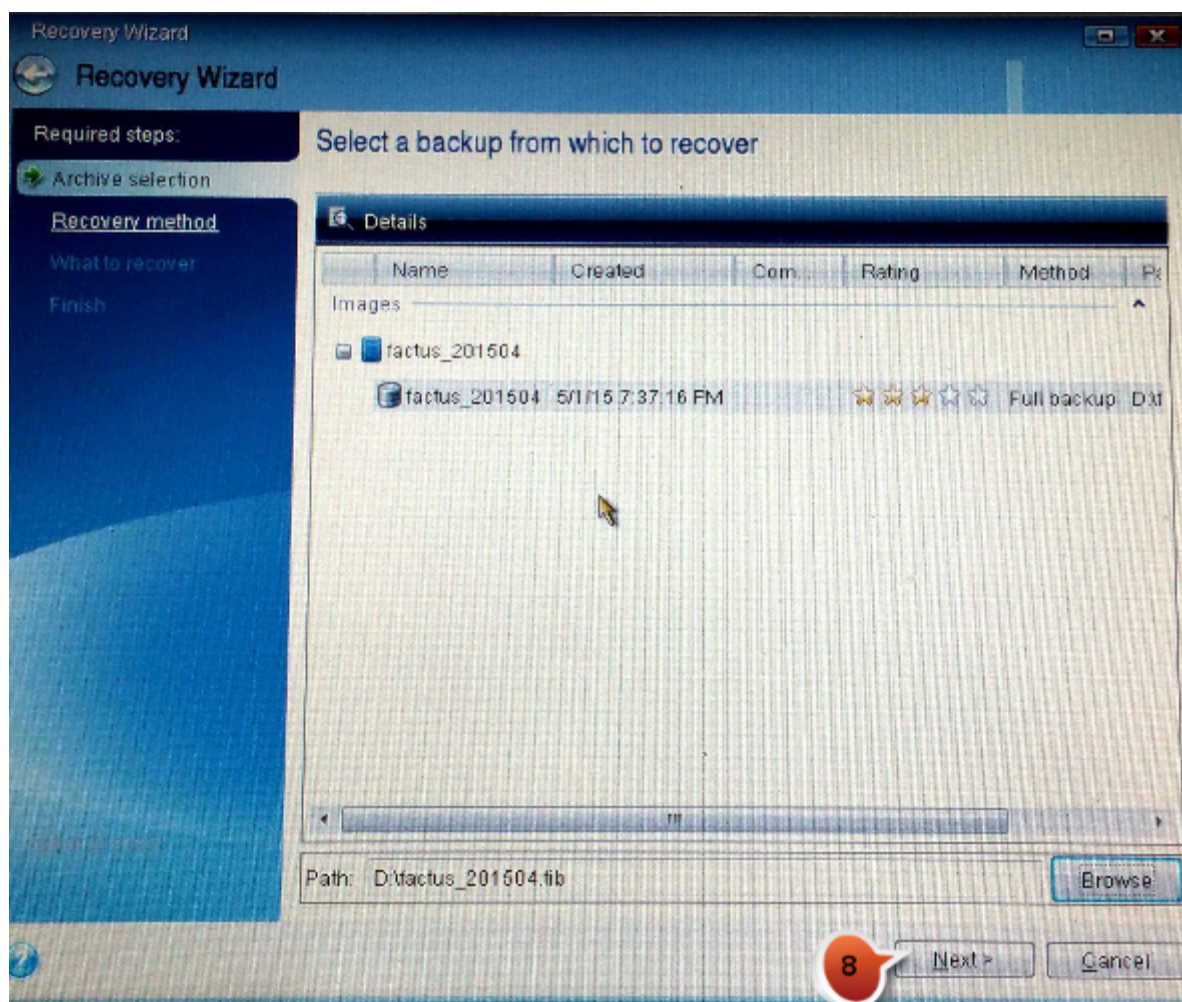 Recovery Wizard
Recovery Wizard
Required steps:
Archive selection
Recovery method
What to recover
Finish
Select a backup from which to recover
Details
Name Created Com... Rating Method
Images
factus_201504
factus_201504 5/1/15 7:37:16 PM Full backup
Path: D:\factus_201504.tib
Browse
8
Next >
Cancel